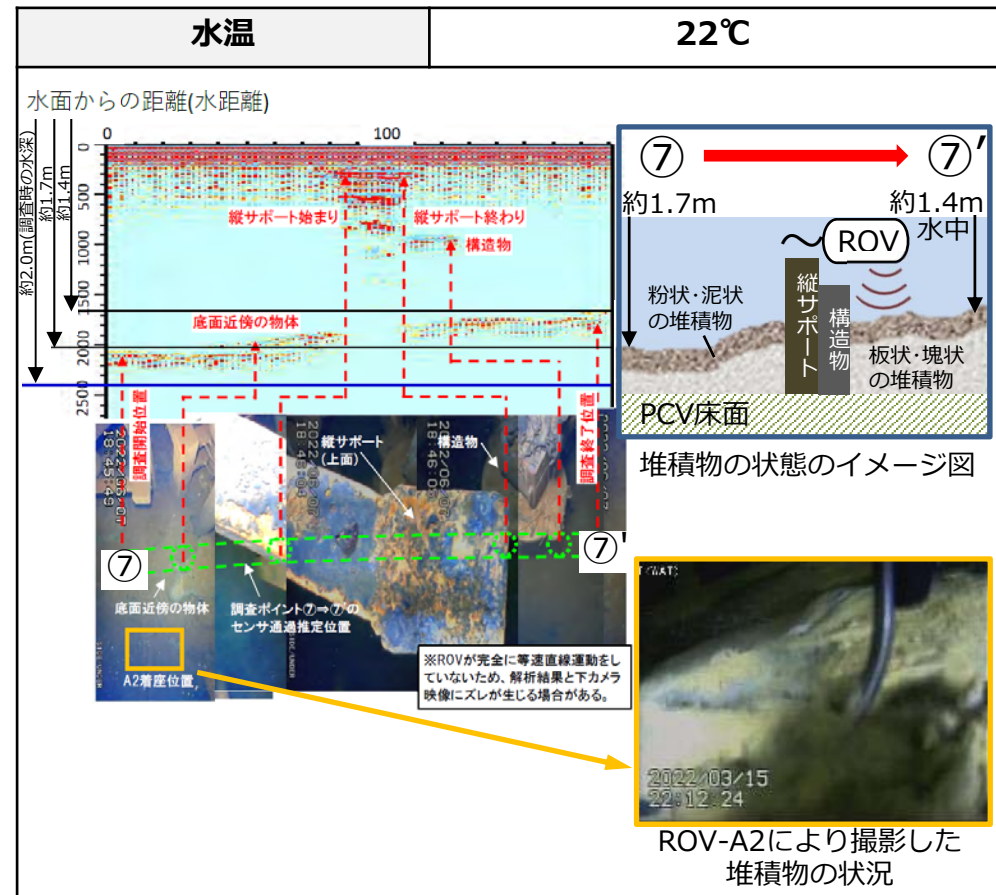 水温
22℃
水面からの距離(水距離)
0
100
0
500
1000
1500
2000
2500
約2.0m(調査時の水深)
約1.7m
約1.4m
縦サポート始まり
縦サポート終わり
構造物
底面近傍の物体
調査開始位置
調査終了位置
2022/06/07
18:45:49
2022/06/07
18:46:04
2022/06/07
18:46:08
縦サポート
(上面)
構造物
⑦
⑦'
底面近傍の物体
調査ポイント⑦⇒⑦'の
センサ通過推定位置
A2着座位置
※ROVが完全に等速直線運動をし
ていないため、解析結果と下カメラ
映像にズレが生じる場合がある。
⑦
⑦'
約1.7m
約1.4m
水中
ROV
粉状・泥状
の堆積物
縦サポート
構造物
板状・塊状
の堆積物
PCV床面
堆積物の状態のイメージ図
2022/03/15
22:12:24
ROV-A2により撮影した
堆積物の状況